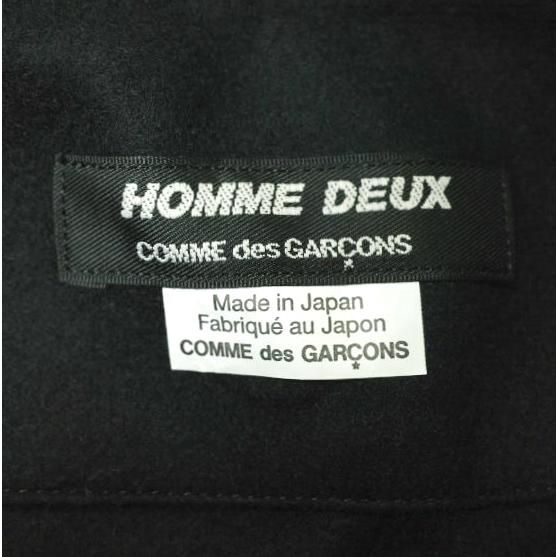 HOMME DEUX
COMME des GARÇONS
Made in Japan
Fabriqué au Japon
COMME des GARÇONS